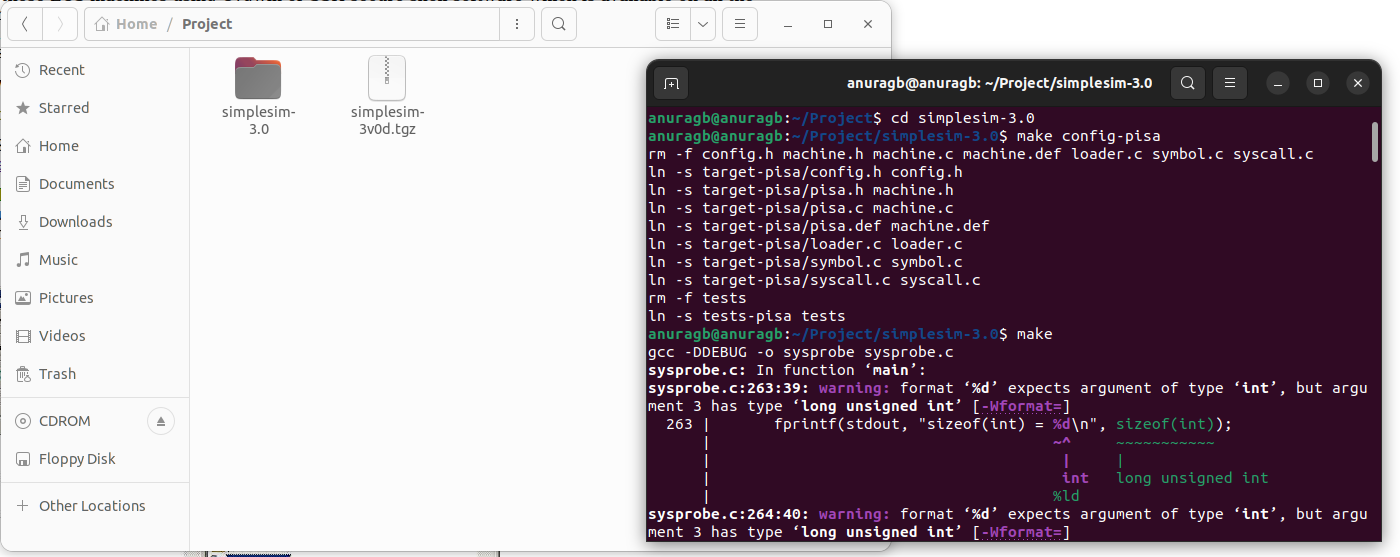 Home / Project
Recent
Starred
Home
Documents
Downloads
Music
Pictures
Videos
Trash
CDROM
Floppy Disk
Other Locations
simplesim-
3.0
simplesim-
3v0d.tgz
anuragb@anuragb: ~/Project/simplesim-3.0
anuragb@anuragb:~/Project$ cd simplesim-3.0
anuragb@anuragb:~/Project/simplesim-3.0$ make config-pisa
rm -f config.h machine.h machine.c machine.def loader.c symbol.c syscall.c
ln -s target-pisa/config.h config.h
ln -s target-pisa/pisa.h machine.h
ln -s target-pisa/pisa.c machine.c
ln -s target-pisa/pisa.def machine.def
ln -s target-pisa/loader.c loader.c
ln -s target-pisa/symbol.c symbol.c
ln -s target-pisa/syscall.c syscall.c
rm -f tests
ln -s tests-pisa tests
anuragb@anuragb:~/Project/simplesim-3.0$ make
gcc -DDEBUG -o sysprobe sysprobe.c
sysprobe.c: In function ‘main’:
sysprobe.c:263:39: warning: format ‘%d’ expects argument of type ‘int’, but argu
ment 3 has type ‘long unsigned int’ [-Wformat=]
  263 |       fprintf(stdout, "sizeof(int) = %d\n", sizeof(int));
      |                                      ~^     ~~~~~~~~~~~
      |                                       |     |
      |                                       int   long unsigned int
      |                                      %ld
sysprobe.c:264:40: warning: format ‘%d’ expects argument of type ‘int’, but argu
ment 3 has type ‘long unsigned int’ [-Wformat=]